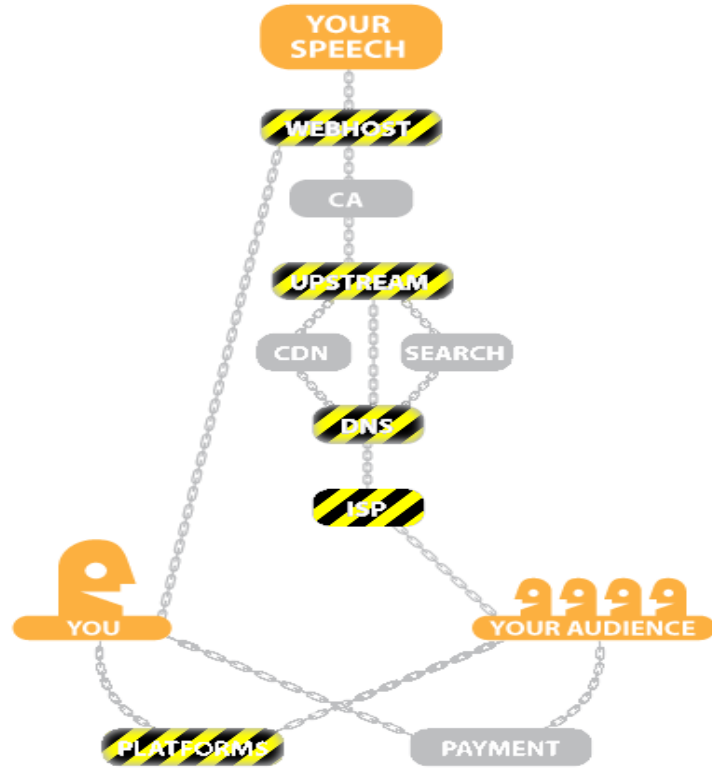 YOUR
SPEECH
WEBHOST
CA
UPSTREAM
CDN
SEARCH
DNS
ISP
YOU
YOUR AUDIENCE
PLATFORMS
PAYMENT